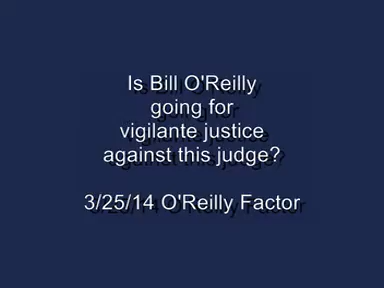 Is Bill O'Reilly
going for
vigilante justice
against this judge?
3/25/14 O'Reilly Factor